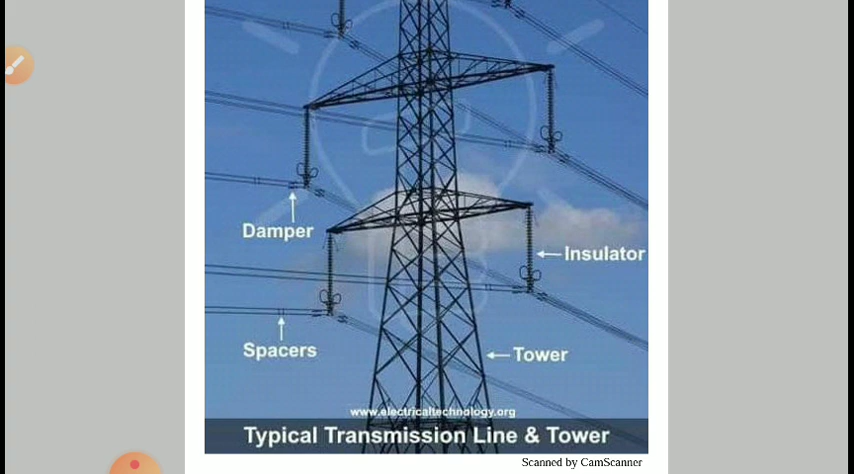 Damper
Insulator
Spacers
Tower
www.electricaltechnology.org
Typical Transmission Line & Tower
Scanned by CamScanner